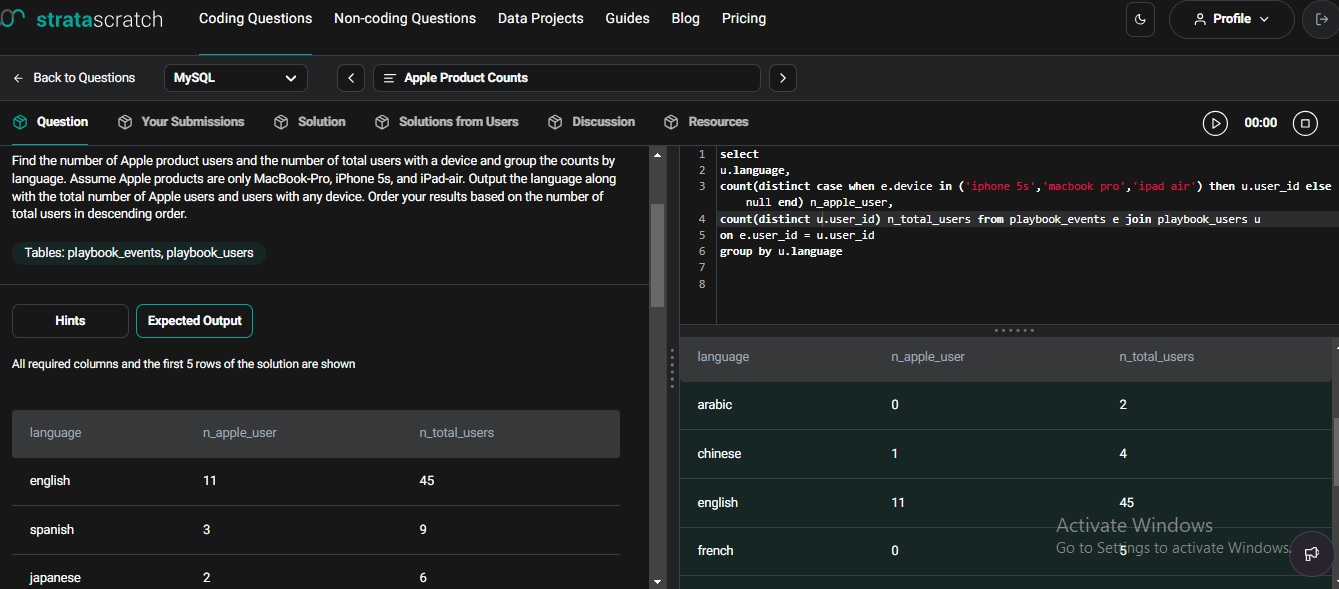 stratascratch
Coding Questions
Non-coding Questions
Data Projects
Guides
Blog
Pricing
Profile
Back to Questions
MySQL
Apple Product Counts
Question
Your Submissions
Solution
Solutions from Users
Discussion
Resources
00:00
Find the number of Apple product users and the number of total users with a device and group the counts by
language. Assume Apple products are only MacBook-Pro, iPhone 5s, and iPad-air. Output the language along
with the total number of Apple users and users with any device. Order your results based on the number of
total users in descending order.
Tables: playbook_events, playbook_users
Hints
Expected Output
All required columns and the first 5 rows of the solution are shown
language n_apple_user n_total_users
english 11 45
spanish 3 9
japanese 2 6
1 select
2 u.language,
3 count(distinct case when e.device in ('iphone 5s','macbook pro','ipad air') then u.user_id else
null end) n_apple_user,
4 count(distinct u.user_id) n_total_users from playbook_events e join playbook_users u
5 on e.user_id = u.user_id
6 group by u.language
7
8
language n_apple_user n_total_users
arabic 0 2
chinese 1 4
english 11 45
french 0 5
Activate Windows
Go to Settings to activate Windows.